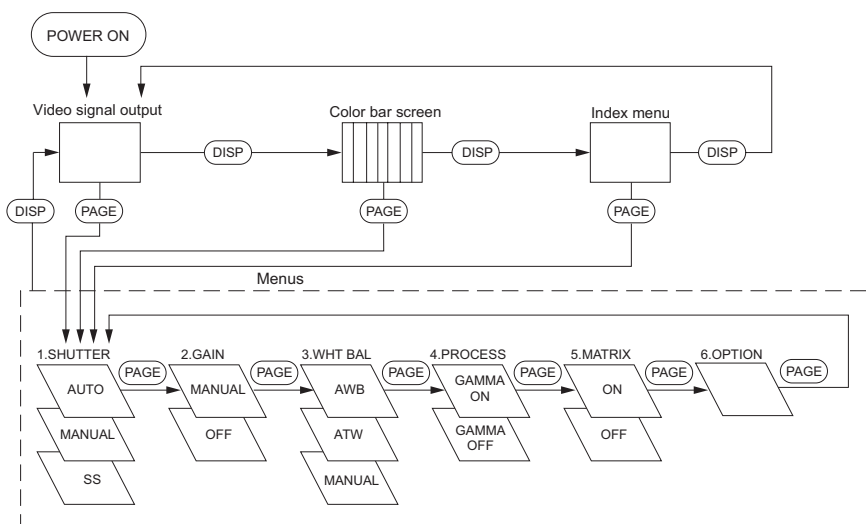 POWER ON
Video signal output
Color bar screen
Index menu
DISP
DISP
DISP
DISP
PAGE
PAGE
PAGE
Menus
1.SHUTTER
2.GAIN
3.WHT BAL
4.PROCESS
5.MATRIX
6.OPTION
PAGE
PAGE
PAGE
PAGE
PAGE
PAGE
AUTO
MANUAL
AWB
GAMMA
ON
ON
MANUAL
OFF
ATW
GAMMA
OFF
OFF
SS
MANUAL